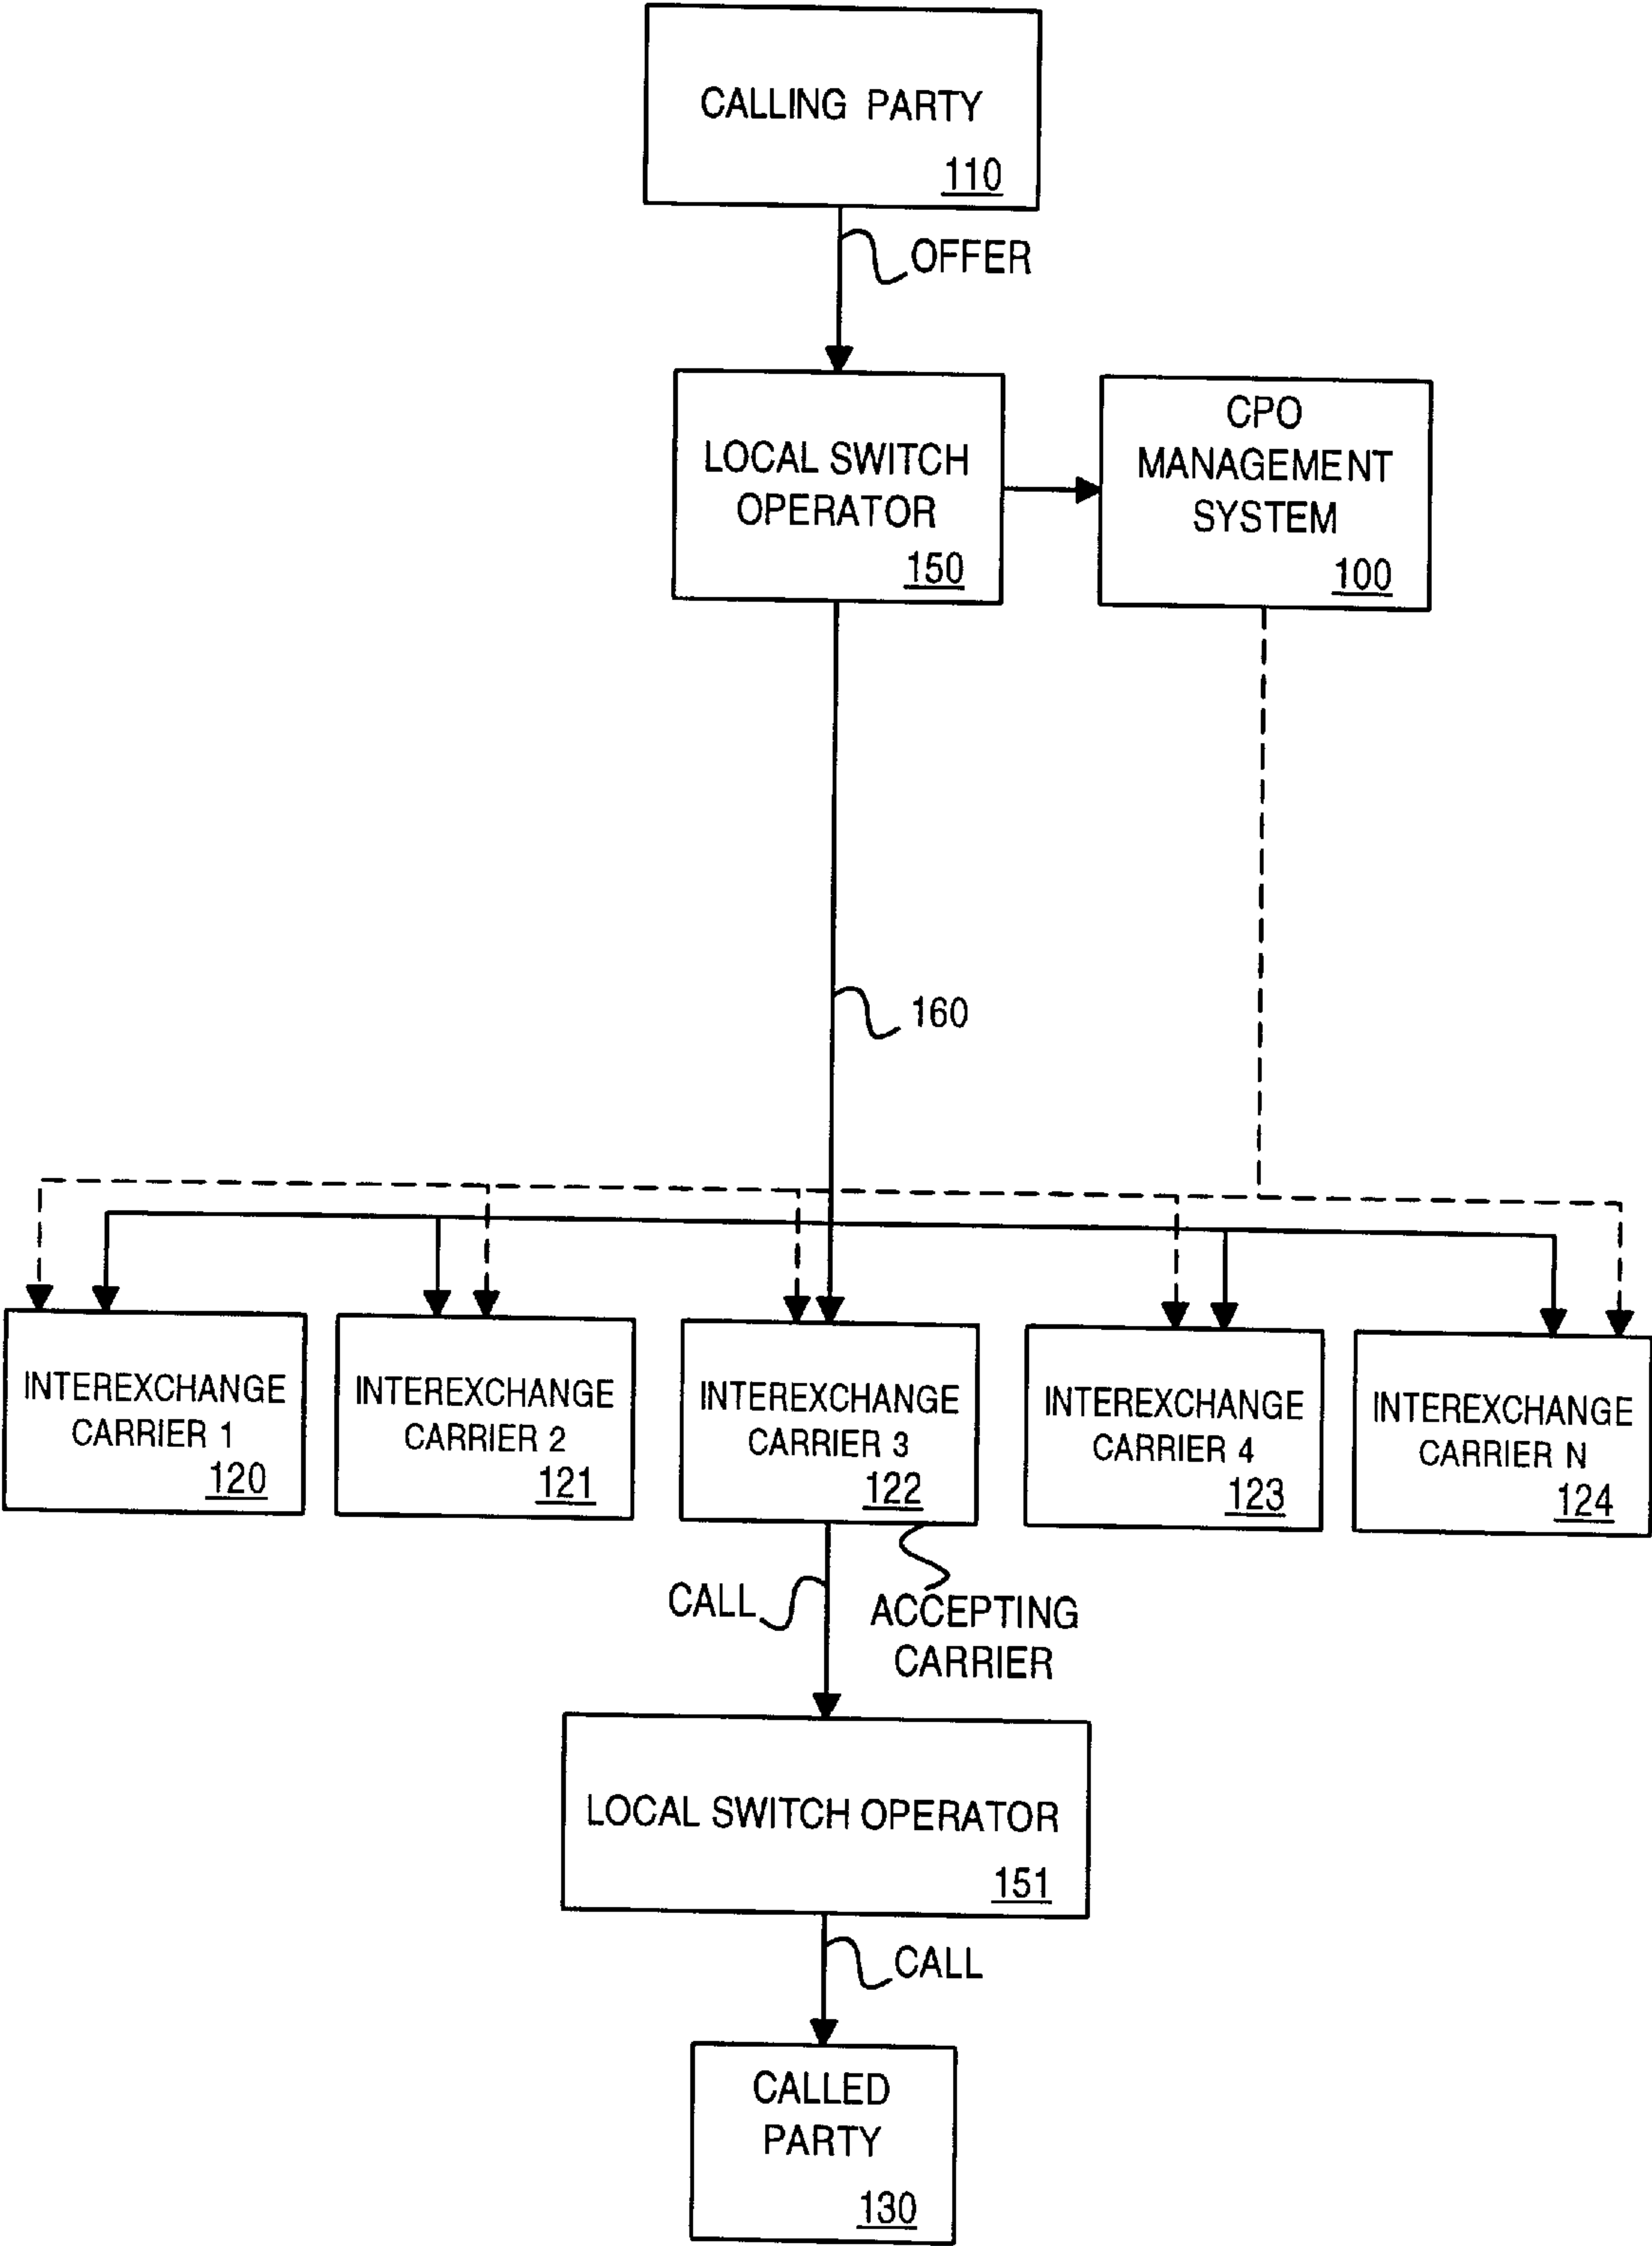 CALLING PARTY
110
OFFER
LOCAL SWITCH
OPERATOR
150
CPO
MANAGEMENT
SYSTEM
100
160
INTEREXCHANGE
CARRIER 1
120
INTEREXCHANGE
CARRIER 2
121
INTEREXCHANGE
CARRIER 3
122
INTEREXCHANGE
CARRIER 4
123
INTEREXCHANGE
CARRIER N
124
CALL
ACCEPTING
CARRIER
LOCAL SWITCH OPERATOR
151
CALL
CALLED
PARTY
130